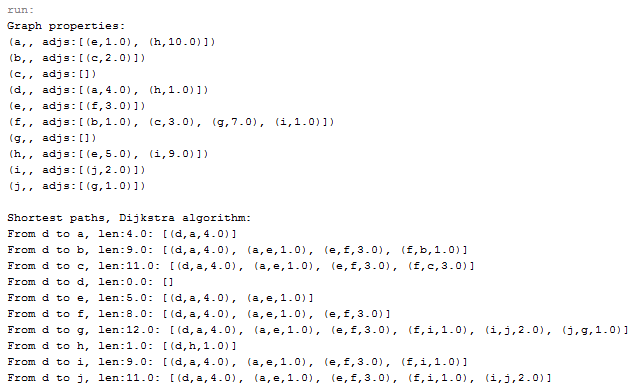 run:
Graph properties:
(a,, adjs:[(e,1.0), (h,10.0)])
(b,, adjs:[(c,2.0)])
(c,, adjs:[])
(d,, adjs:[(a,4.0), (h,1.0)])
(e,, adjs:[(f,3.0)])
(f,, adjs:[(b,1.0), (c,3.0), (g,7.0), (i,1.0)])
(g,, adjs:[])
(h,, adjs:[(e,5.0), (i,9.0)])
(i,, adjs:[(j,2.0)])
(j,, adjs:[(g,1.0)])

Shortest paths, Dijkstra algorithm:
From d to a, len:4.0: [(d,a,4.0)]
From d to b, len:9.0: [(d,a,4.0), (a,e,1.0), (e,f,3.0), (f,b,1.0)]
From d to c, len:11.0: [(d,a,4.0), (a,e,1.0), (e,f,3.0), (f,c,3.0)]
From d to d, len:0.0: []
From d to e, len:5.0: [(d,a,4.0), (a,e,1.0)]
From d to f, len:8.0: [(d,a,4.0), (a,e,1.0), (e,f,3.0)]
From d to g, len:12.0: [(d,a,4.0), (a,e,1.0), (e,f,3.0), (f,i,1.0), (i,j,2.0), (j,g,1.0)]
From d to h, len:1.0: [(d,h,1.0)]
From d to i, len:9.0: [(d,a,4.0), (a,e,1.0), (e,f,3.0), (f,i,1.0)]
From d to j, len:11.0: [(d,a,4.0), (a,e,1.0), (e,f,3.0), (f,i,1.0), (i,j,2.0)]